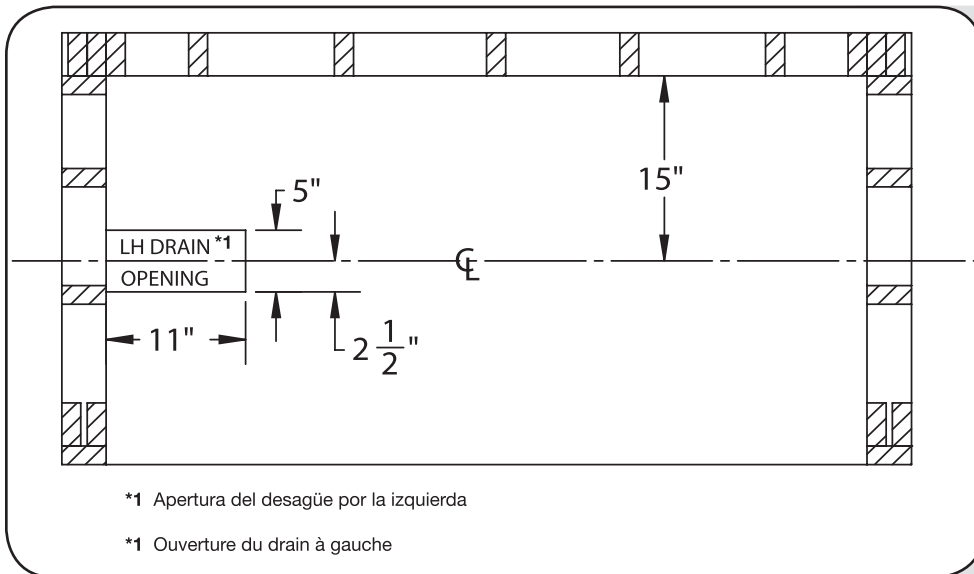 5"
15"
LH DRAIN *1
OPENING
℄
11"
2 1/2"
*1 Apertura del desagüe por la izquierda
*1 Ouverture du drain à gauche